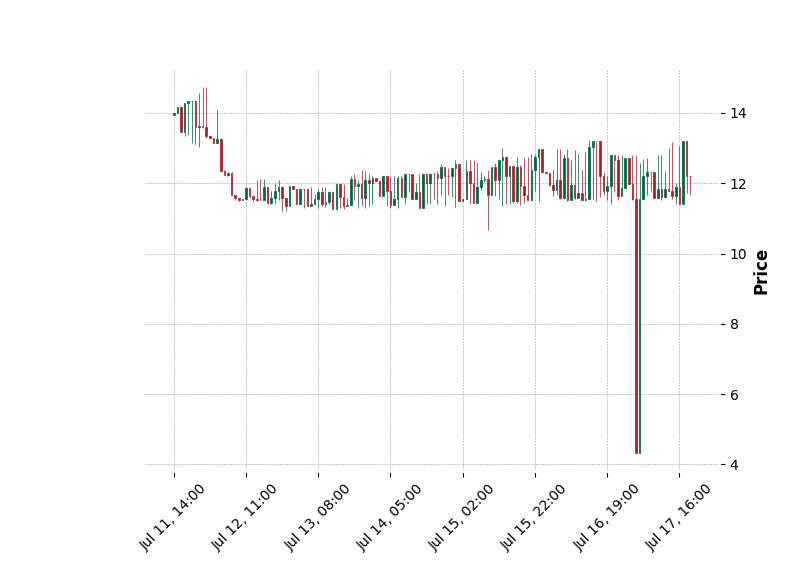 14
12
10
8
6
4
Price
Jul 11, 14:00
Jul 12, 11:00
Jul 13, 08:00
Jul 14, 05:00
Jul 15, 02:00
Jul 15, 22:00
Jul 16, 19:00
Jul 17, 16:00